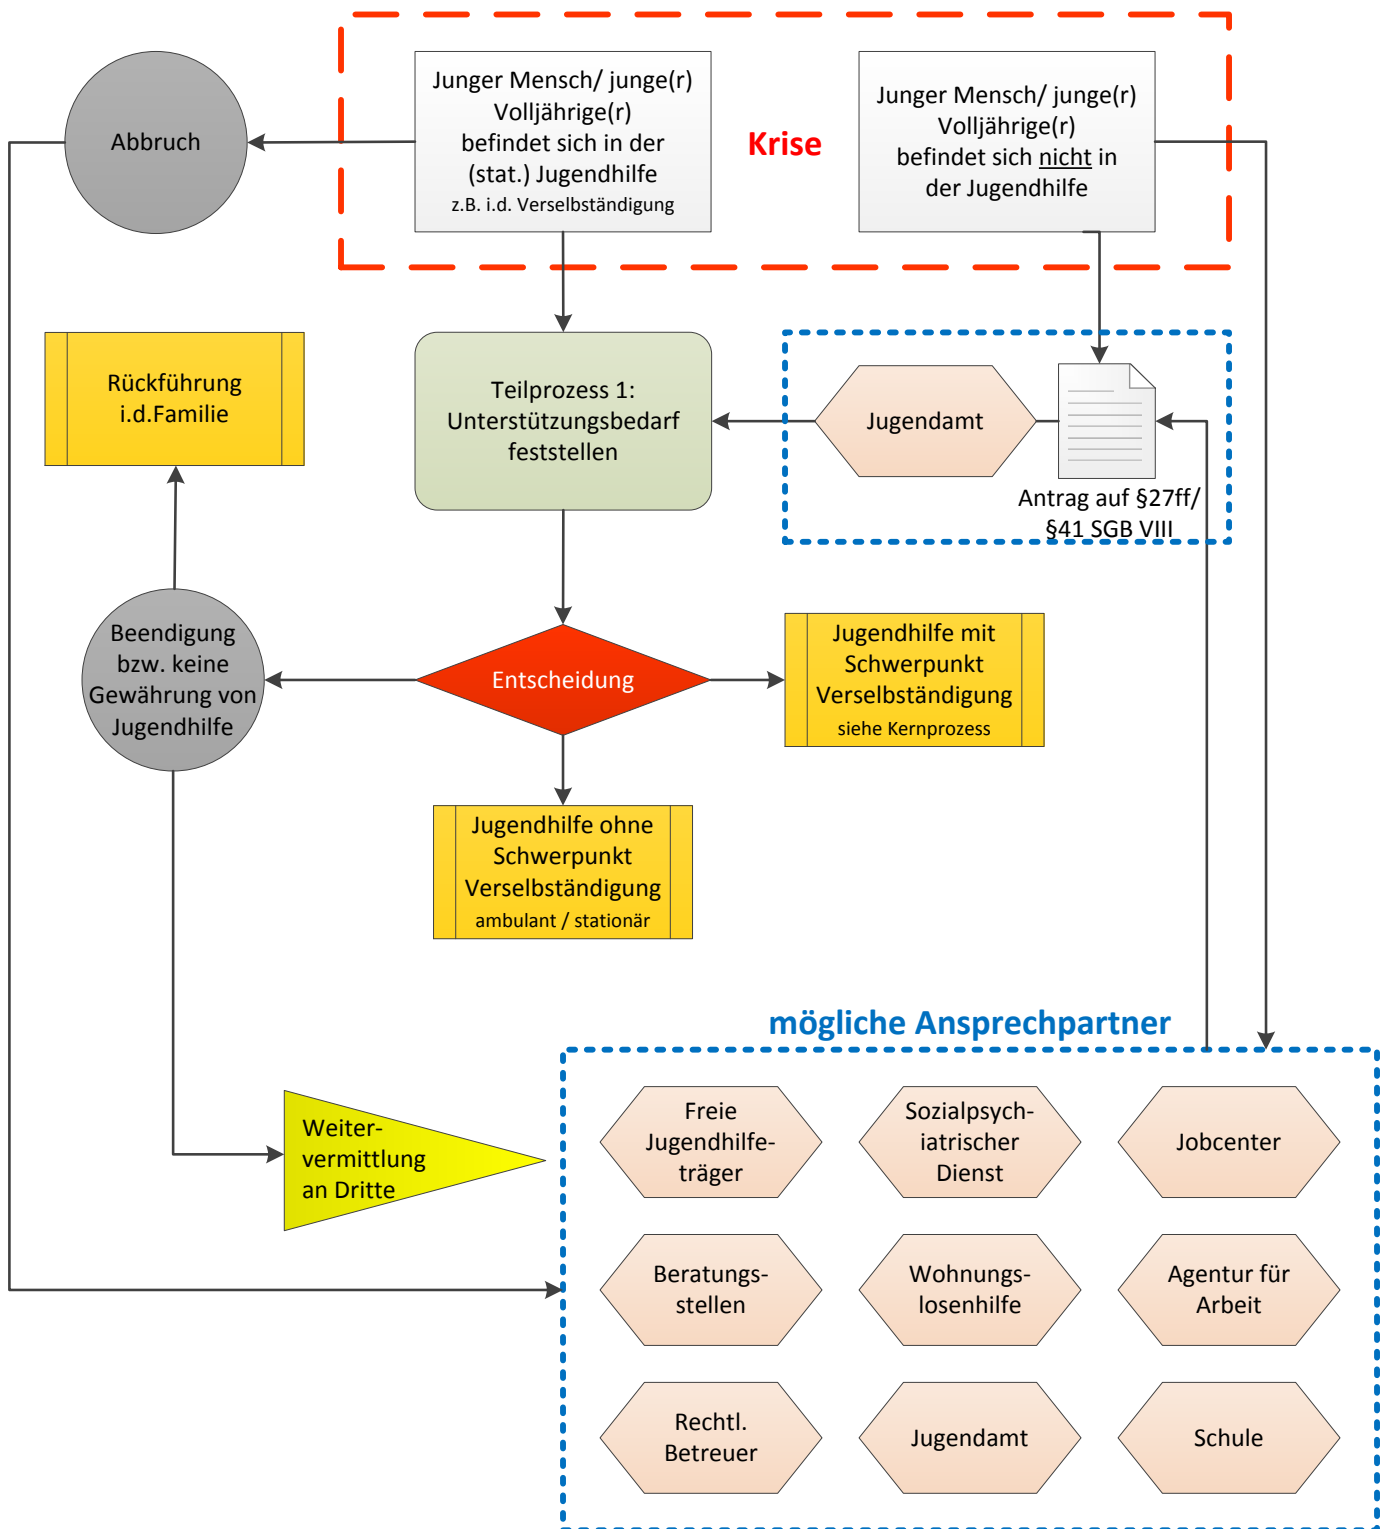 Abbruch
Junger Mensch/ junge(r)
Volljährige(r)
befindet sich in der
(stat.) Jugendhilfe
z.B. i.d. Verselbständigung
Krise
Junger Mensch/ junge(r)
Volljährige(r)
befindet sich nicht in
der Jugendhilfe
Rückführung
i.d.Familie
Teilprozess 1:
Unterstützungsbedarf
feststellen
Jugendamt
Antrag auf §27ff/
§41 SGB VIII
Beendigung
bzw. keine
Gewährung von
Jugendhilfe
Entscheidung
Jugendhilfe mit
Schwerpunkt
Verselbständigung
siehe Kernprozess
Jugendhilfe ohne
Schwerpunkt
Verselbständigung
ambulant / stationär
mögliche Ansprechpartner
Weiter-
vermittlung
an Dritte
Freie
Jugendhilfe-
träger
Sozialpsych-
iatrischer
Dienst
Jobcenter
Beratungs-
stellen
Wohnungs-
losenhilfe
Agentur für
Arbeit
Rechtl.
Betreuer
Jugendamt
Schule